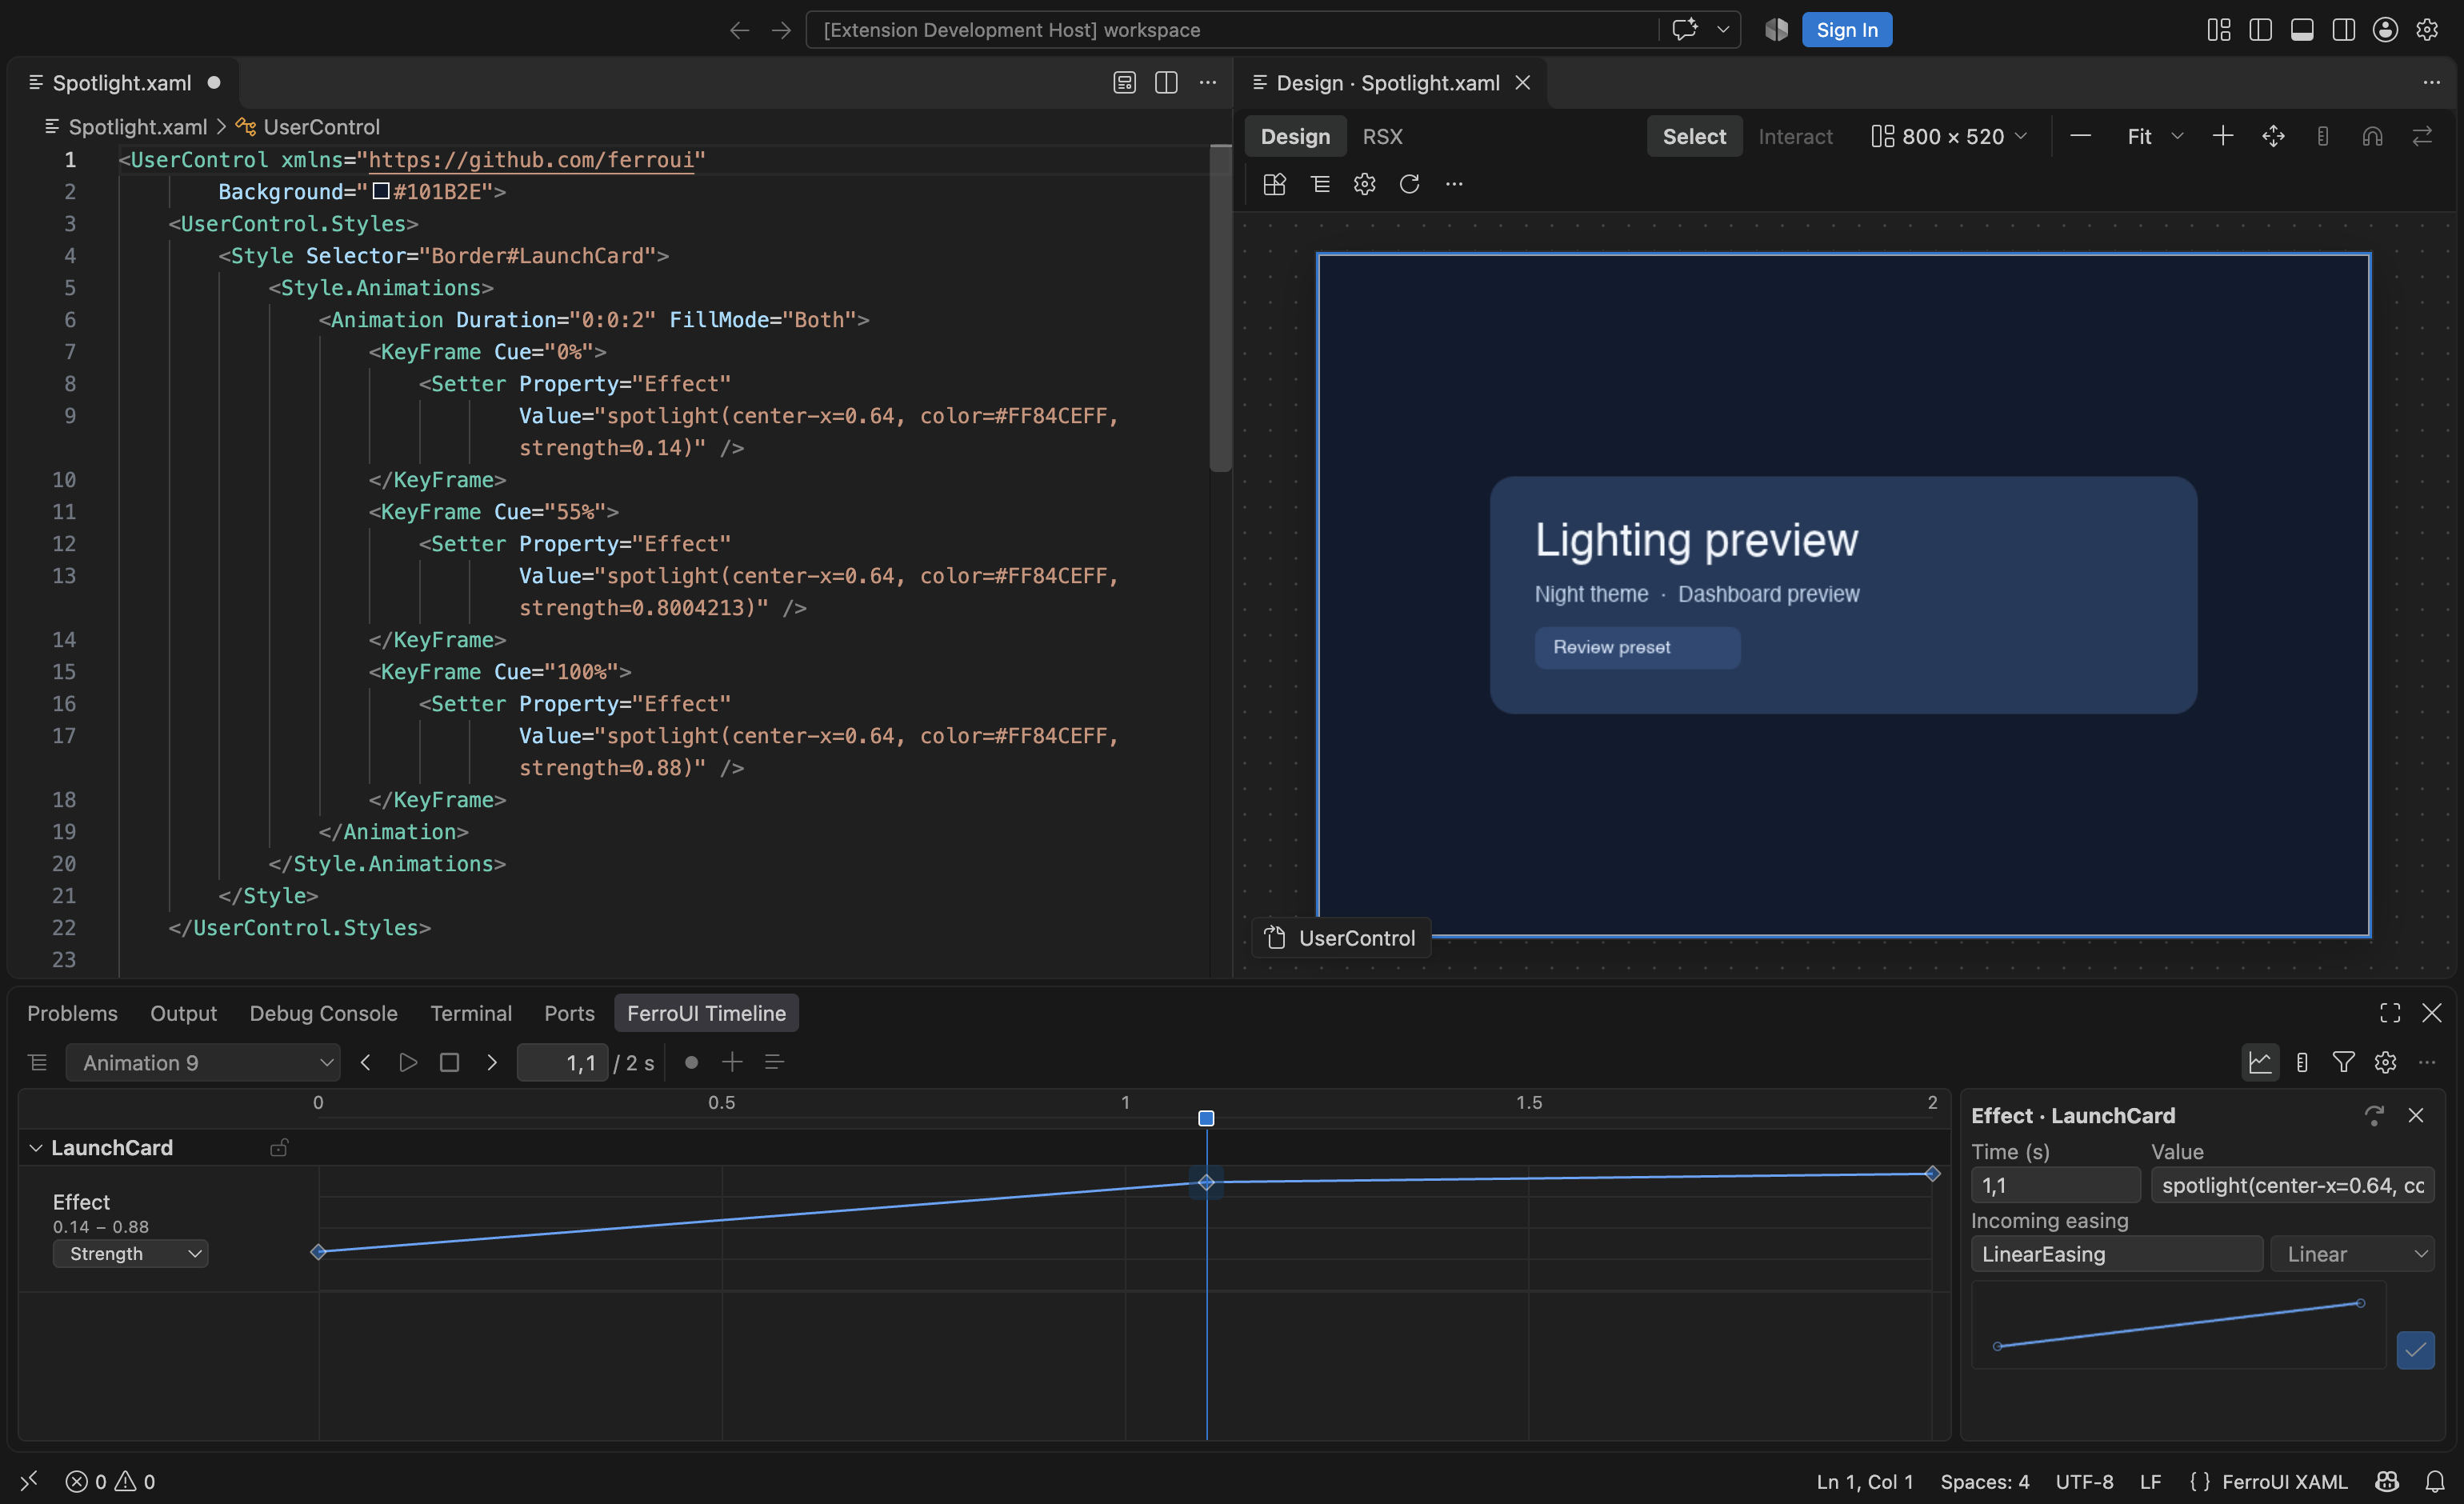 [Extension Development Host] workspace
Sign In
Spotlight.xaml
Design · Spotlight.xaml
Spotlight.xaml > UserControl
1 <UserControl xmlns="https://github.com/ferroui"
2 Background="#101B2E">
3 <UserControl.Styles>
4 <Style Selector="Border#LaunchCard">
5 <Style.Animations>
6 <Animation Duration="0:0:2" FillMode="Both">
7 <KeyFrame Cue="0%">
8 <Setter Property="Effect"
9 Value="spotlight(center-x=0.64, color=#FF84CEFF,
strength=0.14)" />
10 </KeyFrame>
11 <KeyFrame Cue="55%">
12 <Setter Property="Effect"
13 Value="spotlight(center-x=0.64, color=#FF84CEFF,
strength=0.8004213)" />
14 </KeyFrame>
15 <KeyFrame Cue="100%">
16 <Setter Property="Effect"
17 Value="spotlight(center-x=0.64, color=#FF84CEFF,
strength=0.88)" />
18 </KeyFrame>
19 </Animation>
20 </Style.Animations>
21 </Style>
22 </UserControl.Styles>
23
Design RSX Select Interact 800 × 520 Fit
Lighting preview
Night theme · Dashboard preview
Review preset
UserControl
Problems Output Debug Console Terminal Ports FerroUI Timeline
Animation 9 1,1 / 2 s
0 0.5 1 1.5 2
LaunchCard
Effect
0.14 – 0.88
Strength
Effect · LaunchCard
Time (s) Value
1,1 spotlight(center-x=0.64, cc
Incoming easing
LinearEasing Linear
0 0 Ln 1, Col 1 Spaces: 4 UTF-8 LF { } FerroUI XAML